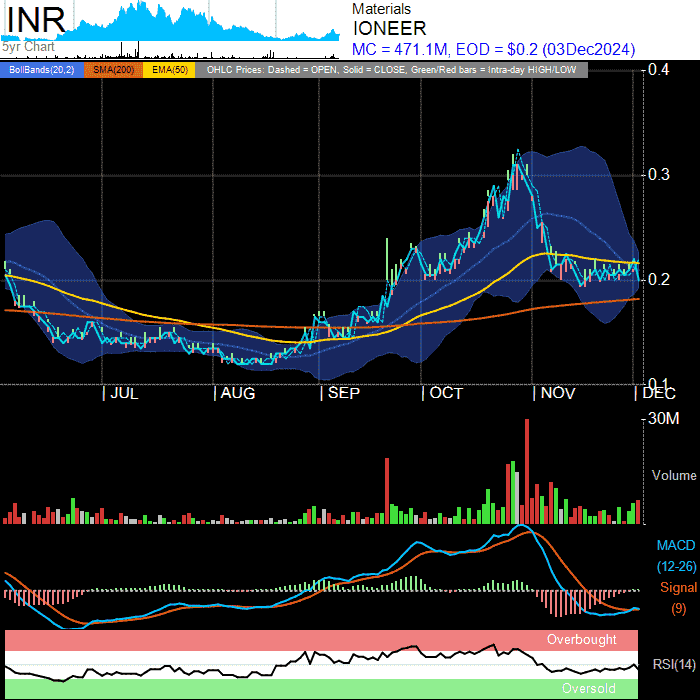 INR
5yr Chart
Materials
IONEER
MC = 471.1M, EOD = $0.2 (03Dec2024)
BollBands(20,2) SMA(200) EMA(50) OHLC Prices: Dashed = OPEN, Solid = CLOSE, Green/Red bars = Intra-day HIGH/LOW
0.4
0.3
0.2
0.1
JUL AUG SEP OCT NOV DEC
30M
Volume
MACD
(12-26)
Signal
(9)
Overbought
RSI(14)
Oversold